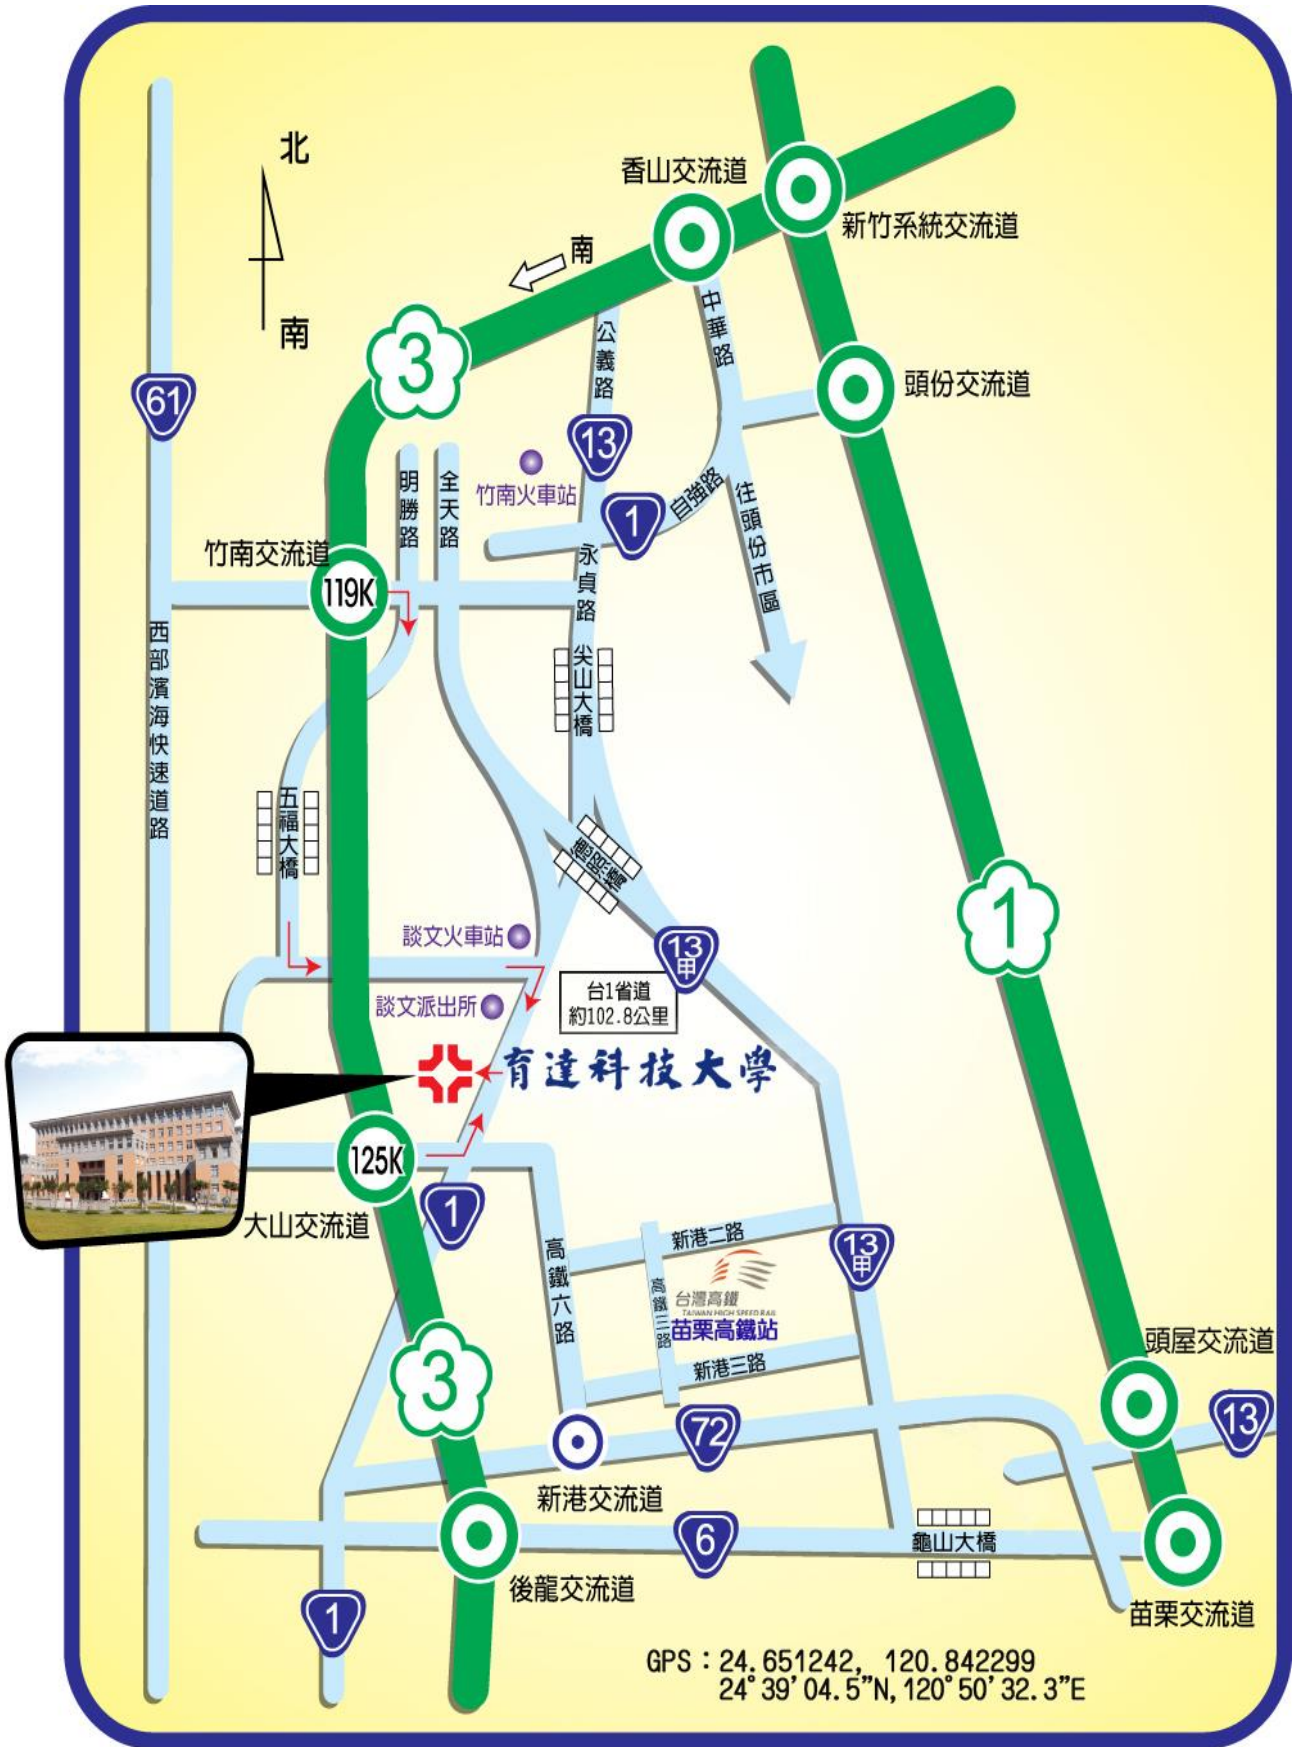 北
南
香山交流道
新竹系統交流道
南
中華路
公義路
3
61
頭份交流道
13
竹南火車站
明勝路
全天路
1
自強路
往頭份市區
竹南交流道
永貞路
119K
西部濱海快速道路
尖山大橋
五福大橋
德照橋
1
談文火車站
13
甲
談文派出所
台1省道
約102.8公里
育達科技大學
125K
大山交流道
1
高鐵六路
新港二路
13
甲
高鐵三路
台灣高鐵
TAIWAN HIGH SPEED RAIL
苗栗高鐵站
新港三路
頭屋交流道
3
72
13
新港交流道
6
龜山大橋
後龍交流道
1
苗栗交流道
GPS：24.651242, 120.842299
24°39'04.5"N,120°50'32.3"E